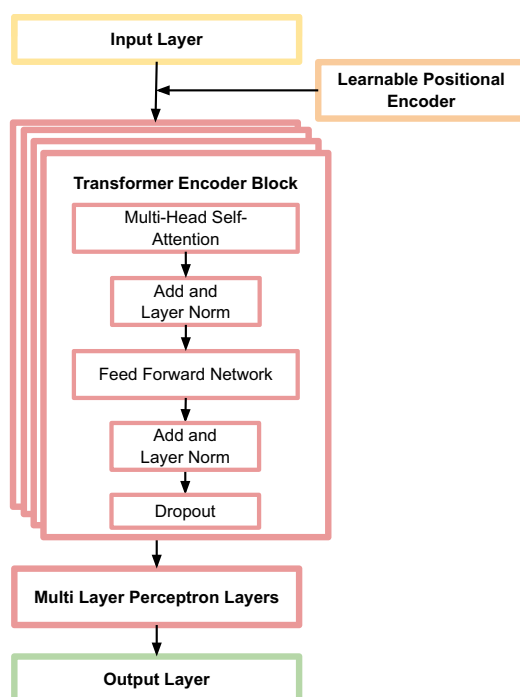 Input Layer
Learnable Positional
Encoder
Transformer Encoder Block
Multi-Head Self-
Attention
Add and
Layer Norm
Feed Forward Network
Add and
Layer Norm
Dropout
Multi Layer Perceptron Layers
Output Layer